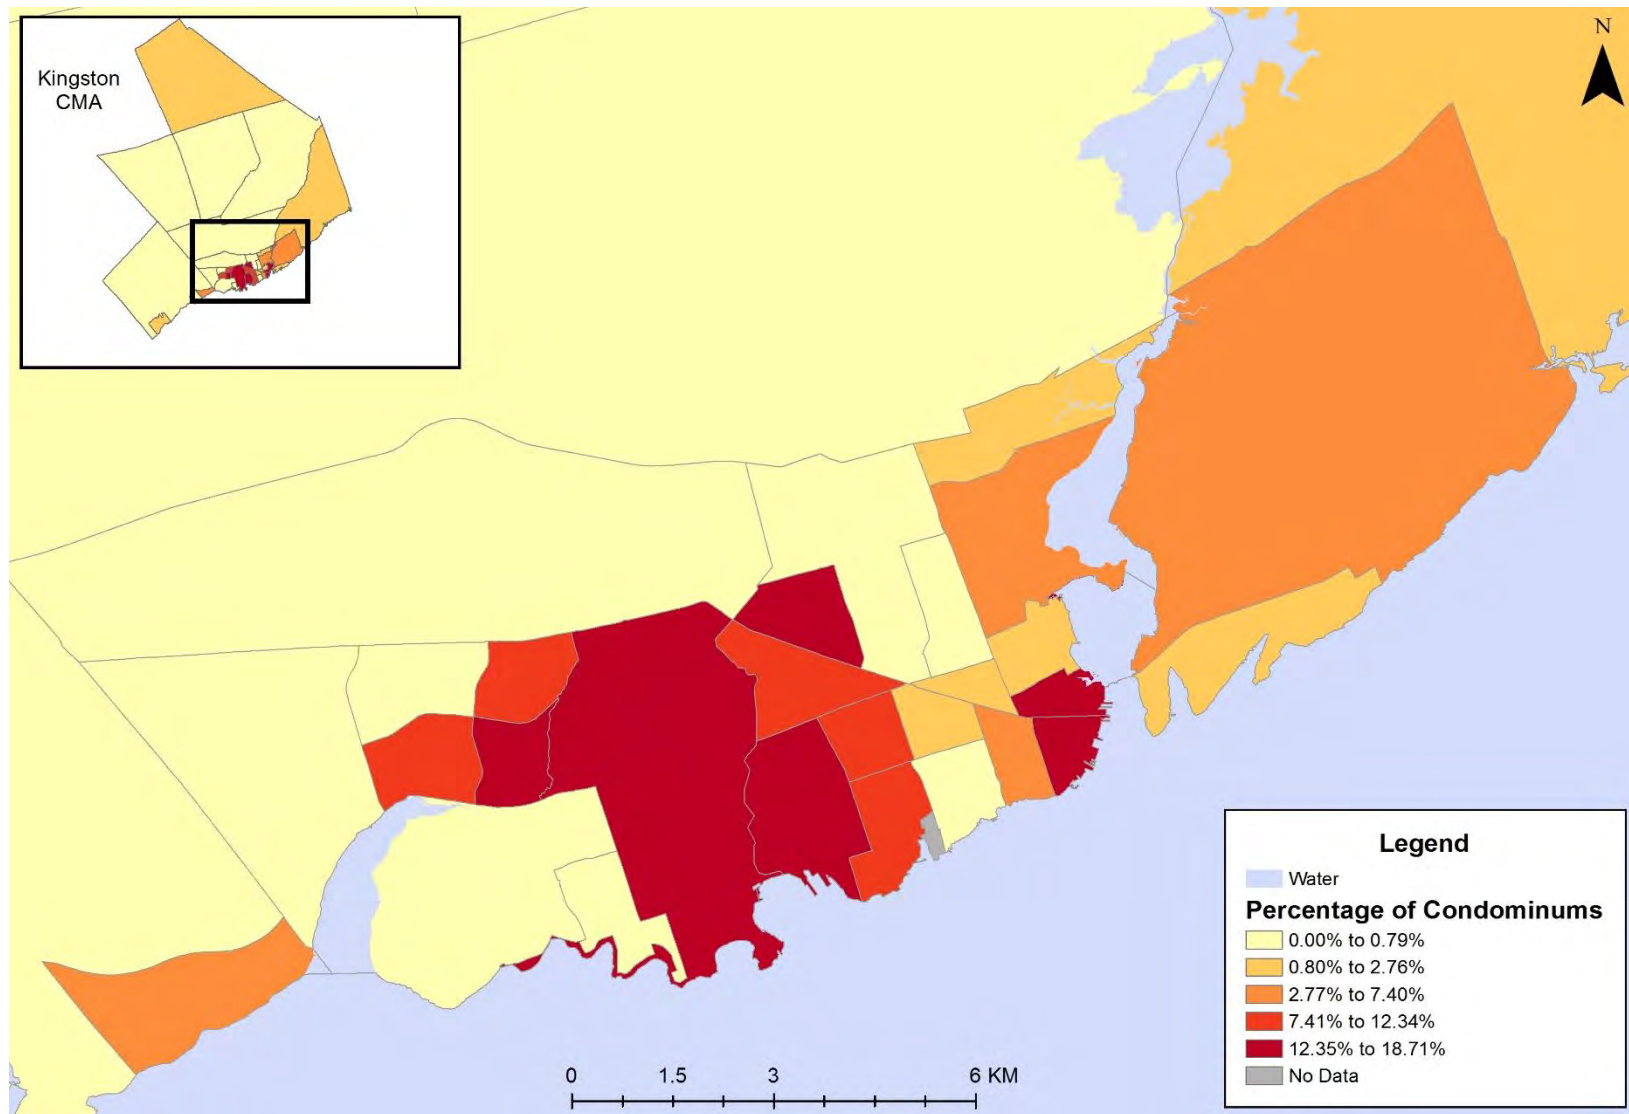 Kingston
CMA
N
Legend
Water
Percentage of Condominums
0.00% to 0.79%
0.80% to 2.76%
2.77% to 7.40%
7.41% to 12.34%
12.35% to 18.71%
No Data
0 1.5 3 6 KM